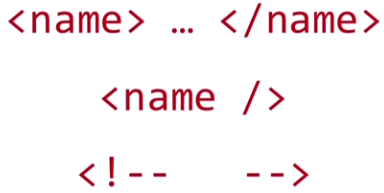 <name> … </name>
<name />
<!--   -->